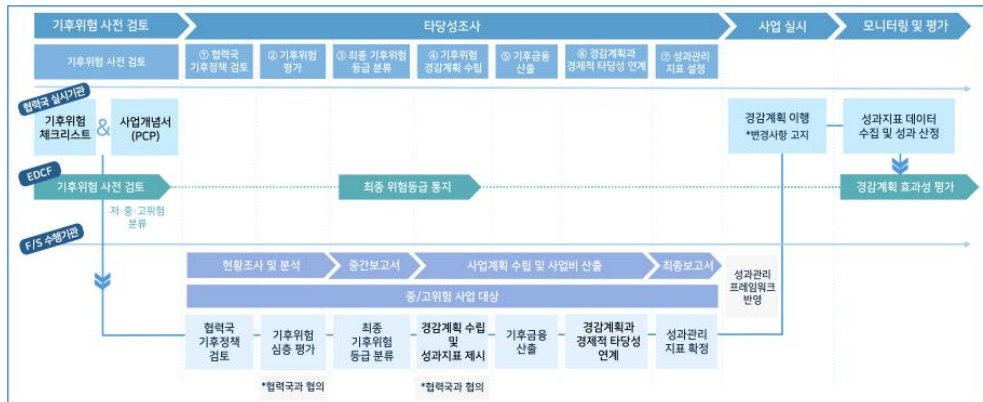 기후위험 사전 검토
타당성조사
사업 실시
모니터링 및 평가
기후위험 사전 검토
① 협력국
기후정책 검토
② 기후위험
평가
③ 최종 기후위험
등급 분류
④ 기후위험
경감계획 수립
⑤ 기후금융
산출
⑥ 경감계획과
경제적 타당성 연계
⑦ 성과관리
지표 설정
협력국 실시기관
기후위험
체크리스트
&
사업개념서
(PCP)
경감계획 이행
*변경사항 고지
성과지표 데이터
수집 및 성과 산정
EDCF
기후위험 사전 검토
최종 위험등급 통지
경감계획 효과성 평가
저·중·고위험
분류
F/S 수행기관
현황조사 및 분석
중간보고서
사업계획 수립 및 사업비 산출
최종보고서
중/고위험 사업 대상
성과관리
프레임워크
반영
협력국
기후정책
검토
기후위험
심층 평가
최종
기후위험
등급 분류
경감계획 수립
및
성과지표 제시
기후금융
산출
경감계획과
경제적 타당성
연계
성과관리
지표 확정
*협력국과 협의
*협력국과 협의